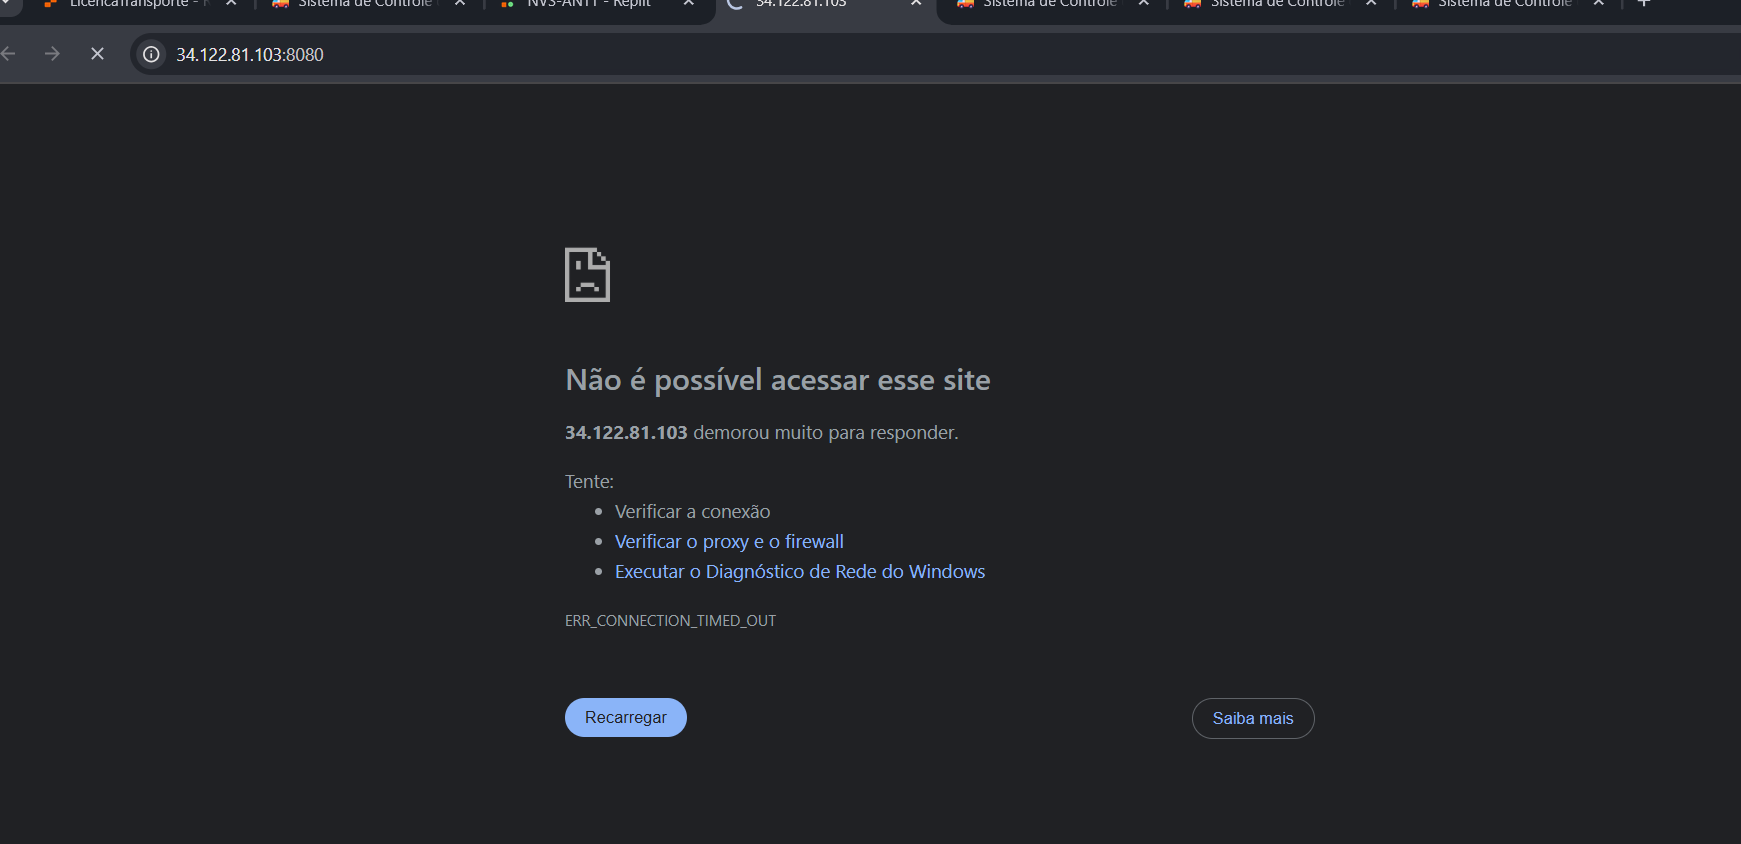 LicencaTransporte - R
Sistema de Controle
NVS-ANTT - Replit
34.122.81.103
Sistema de Controle
Sistema de Controle
Sistema de Controle
34.122.81.103:8080
Não é possível acessar esse site
34.122.81.103 demorou muito para responder.
Tente:
Verificar a conexão
Verificar o proxy e o firewall
Executar o Diagnóstico de Rede do Windows
ERR_CONNECTION_TIMED_OUT
Recarregar
Saiba mais